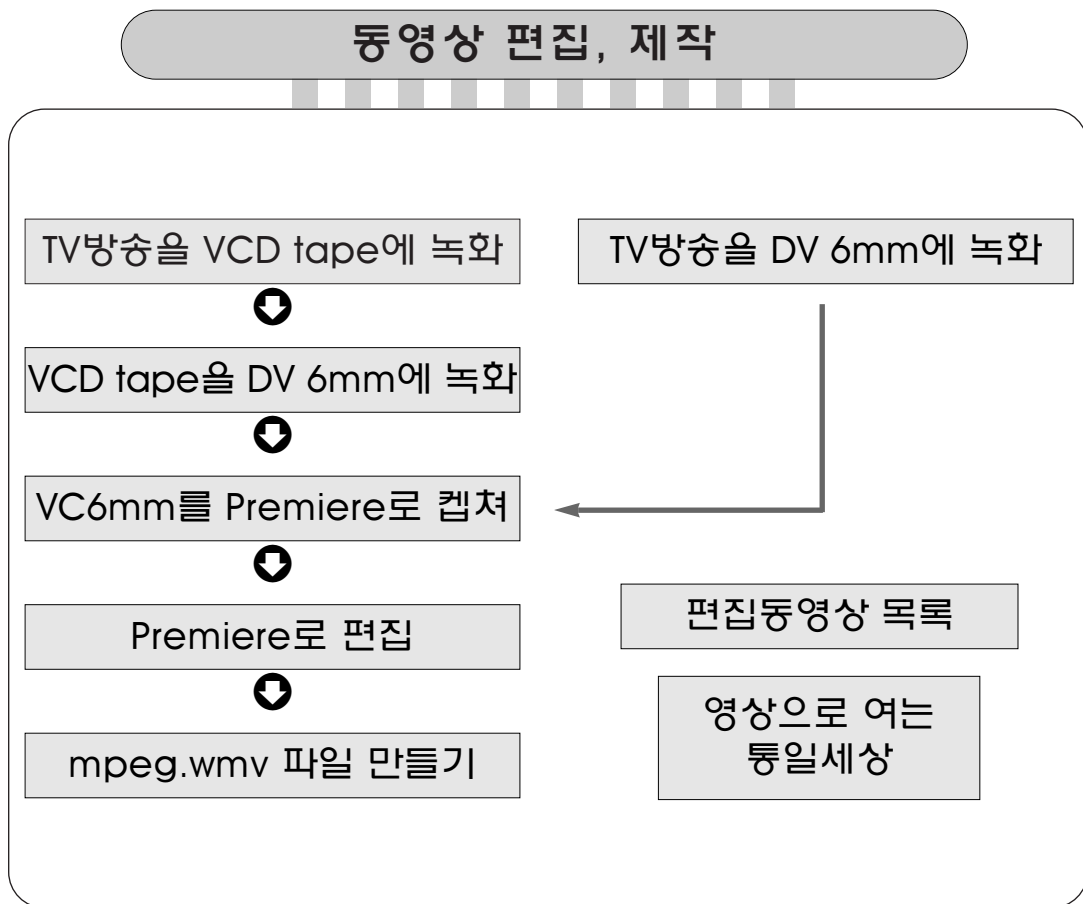 동영상 편집, 제작
TV방송을 VCD tape에 녹화
VCD tape을 DV 6mm에 녹화
VC6mm를 Premiere로 켑쳐
Premiere로 편집
mpeg.wmv 파일 만들기
TV방송을 DV 6mm에 녹화
편집동영상 목록
영상으로 여는
통일세상